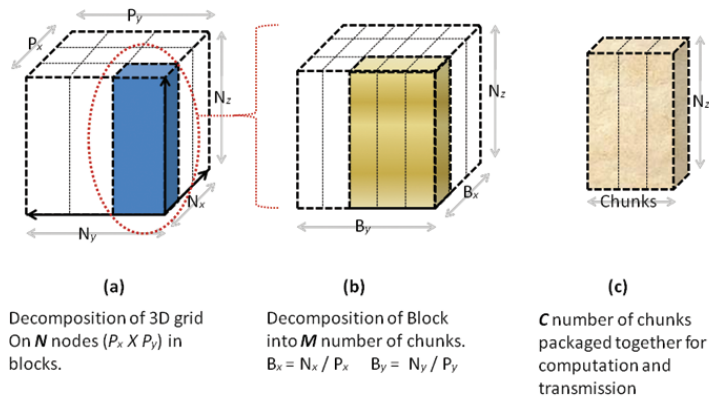 Px
Py
Nz
Nx
Ny
Nz
Bx
By
Nz
Chunks
(a)
(b)
(c)
Decomposition of 3D grid
On N nodes (Px X Py) in
blocks.
Decomposition of Block
into M number of chunks.
Bx = Nx / Px By = Ny / Py
C number of chunks
packaged together for
computation and
transmission